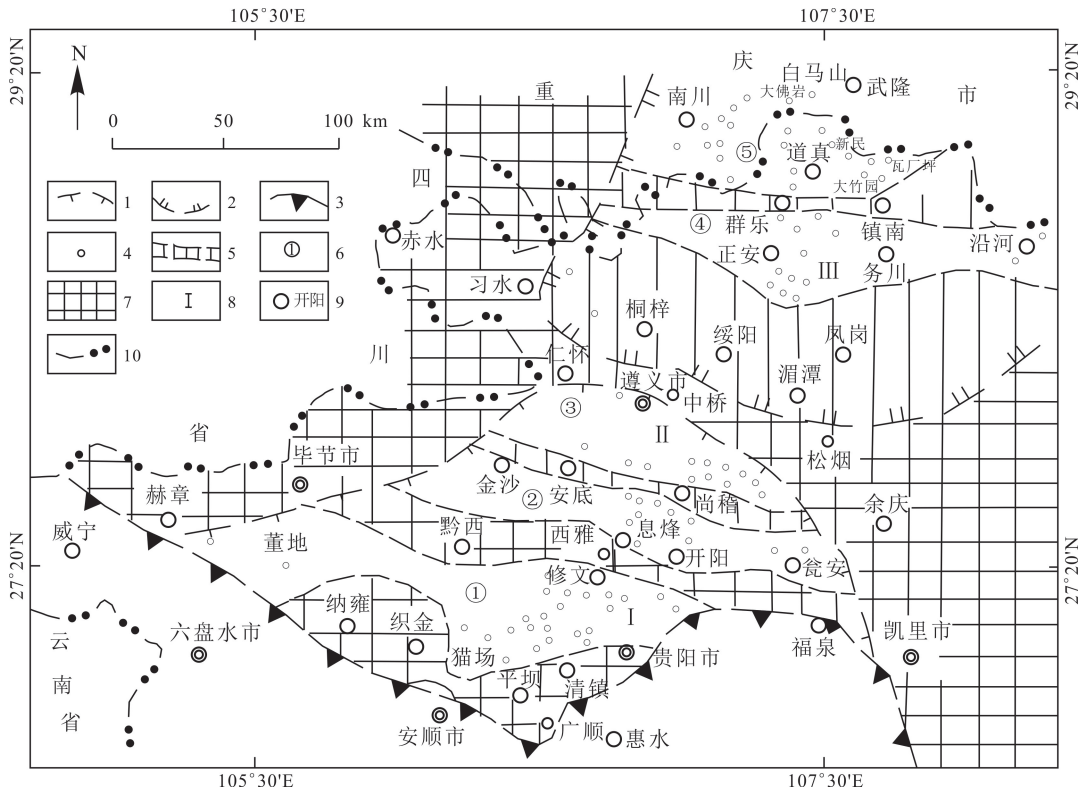 105°30'E
107°30'E
29°20'N
29°20'N
N
0 50 100 km
重
庆
市
白马山
大佛岩
武隆
南川
⑤
道真
新民
瓦厂坪
大竹园
四
1
2
3
④
群乐
镇南
沿河
赤水
4
5
①
6
正安
Ⅲ
务川
习水
7
I
8
开阳
9
桐梓
绥阳
凤岗
10
川
仁怀
遵义市
湄潭
中桥
③
Ⅱ
省
松烟
毕节市
金沙
②
安底
尚稽
赫章
余庆
威宁
黔西
西雅
息烽
董地
开阳
瓮安
27°20'N
27°20'N
修文
①
纳雍
织金
I
云
六盘水市
猫场
贵阳市
福泉
凯里市
南
平坝
清镇
省
安顺市
广顺
惠水
105°30'E
107°30'E